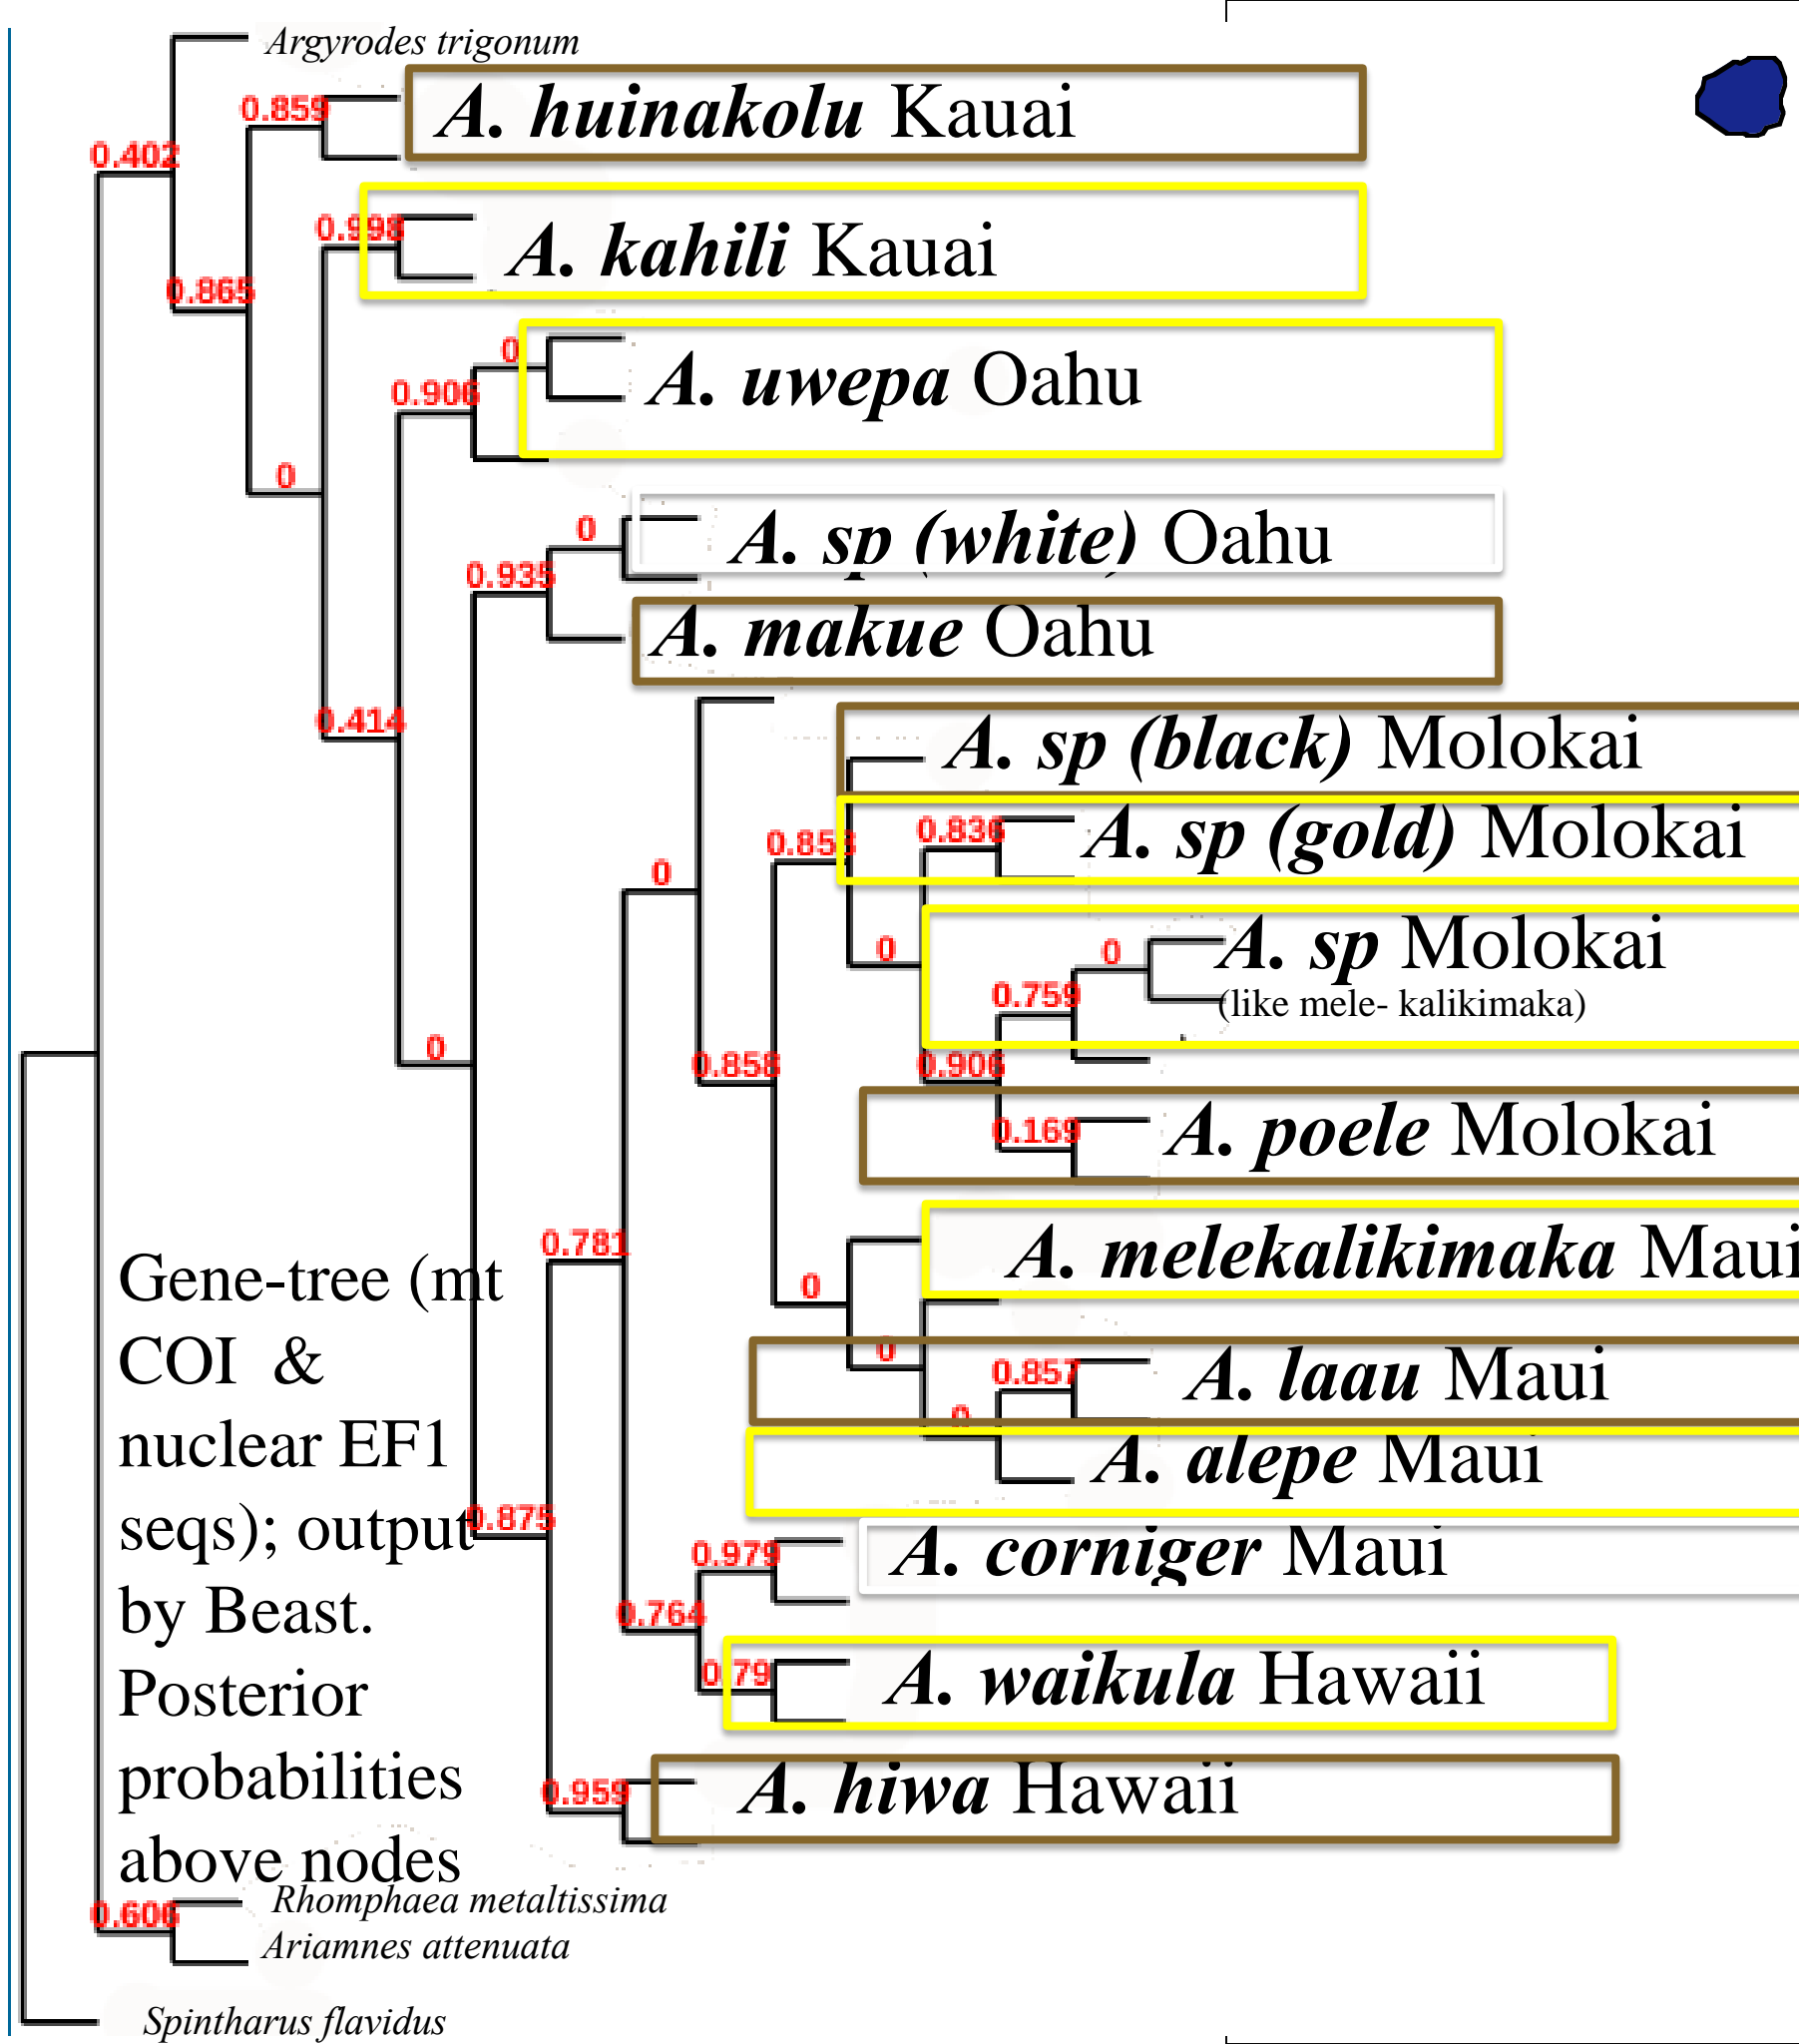 Argyrodes trigonum
0.859
A. huinakolu Kauai
0.402
0.998
A. kahili Kauai
0.865
0
0.906
A. uwepa Oahu
0
0
A. sp (white) Oahu
0.935
A. makue Oahu
0.414
A. sp (black) Molokai
0.836
A. sp (gold) Molokai
0
0
0
A. sp Molokai
0.759
(like mele- kalikimaka)
0
0.858
0.906
0.169
A. poele Molokai
0.781
A. melekalikimaka Maui
0
0
0.857
A. laau Maui
0
A. alepe Maui
0.875
0.979
A. corniger Maui
0.764
0.79
A. waikula Hawaii
0.959
A. hiwa Hawaii
Gene-tree (mt
COI &
nuclear EF1
seqs); output
by Beast.
Posterior
probabilities
above nodes
Rhomphaea metaltissima
0.606
Ariamnes attenuata
Spintharus flavidus